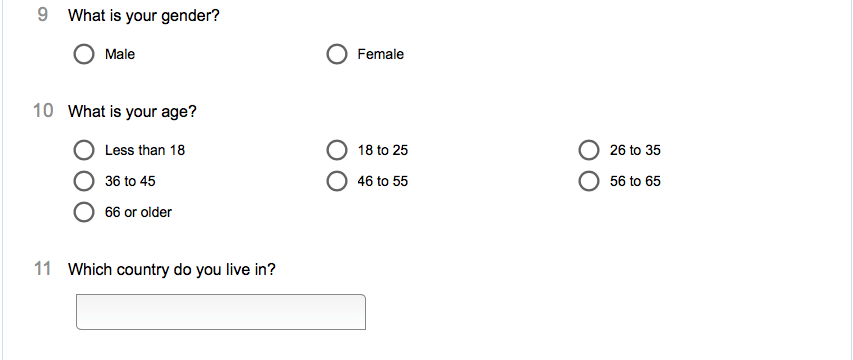 9 What is your gender?
Male Female
10 What is your age?
Less than 18 18 to 25 26 to 35
36 to 45 46 to 55 56 to 65
66 or older
11 Which country do you live in?